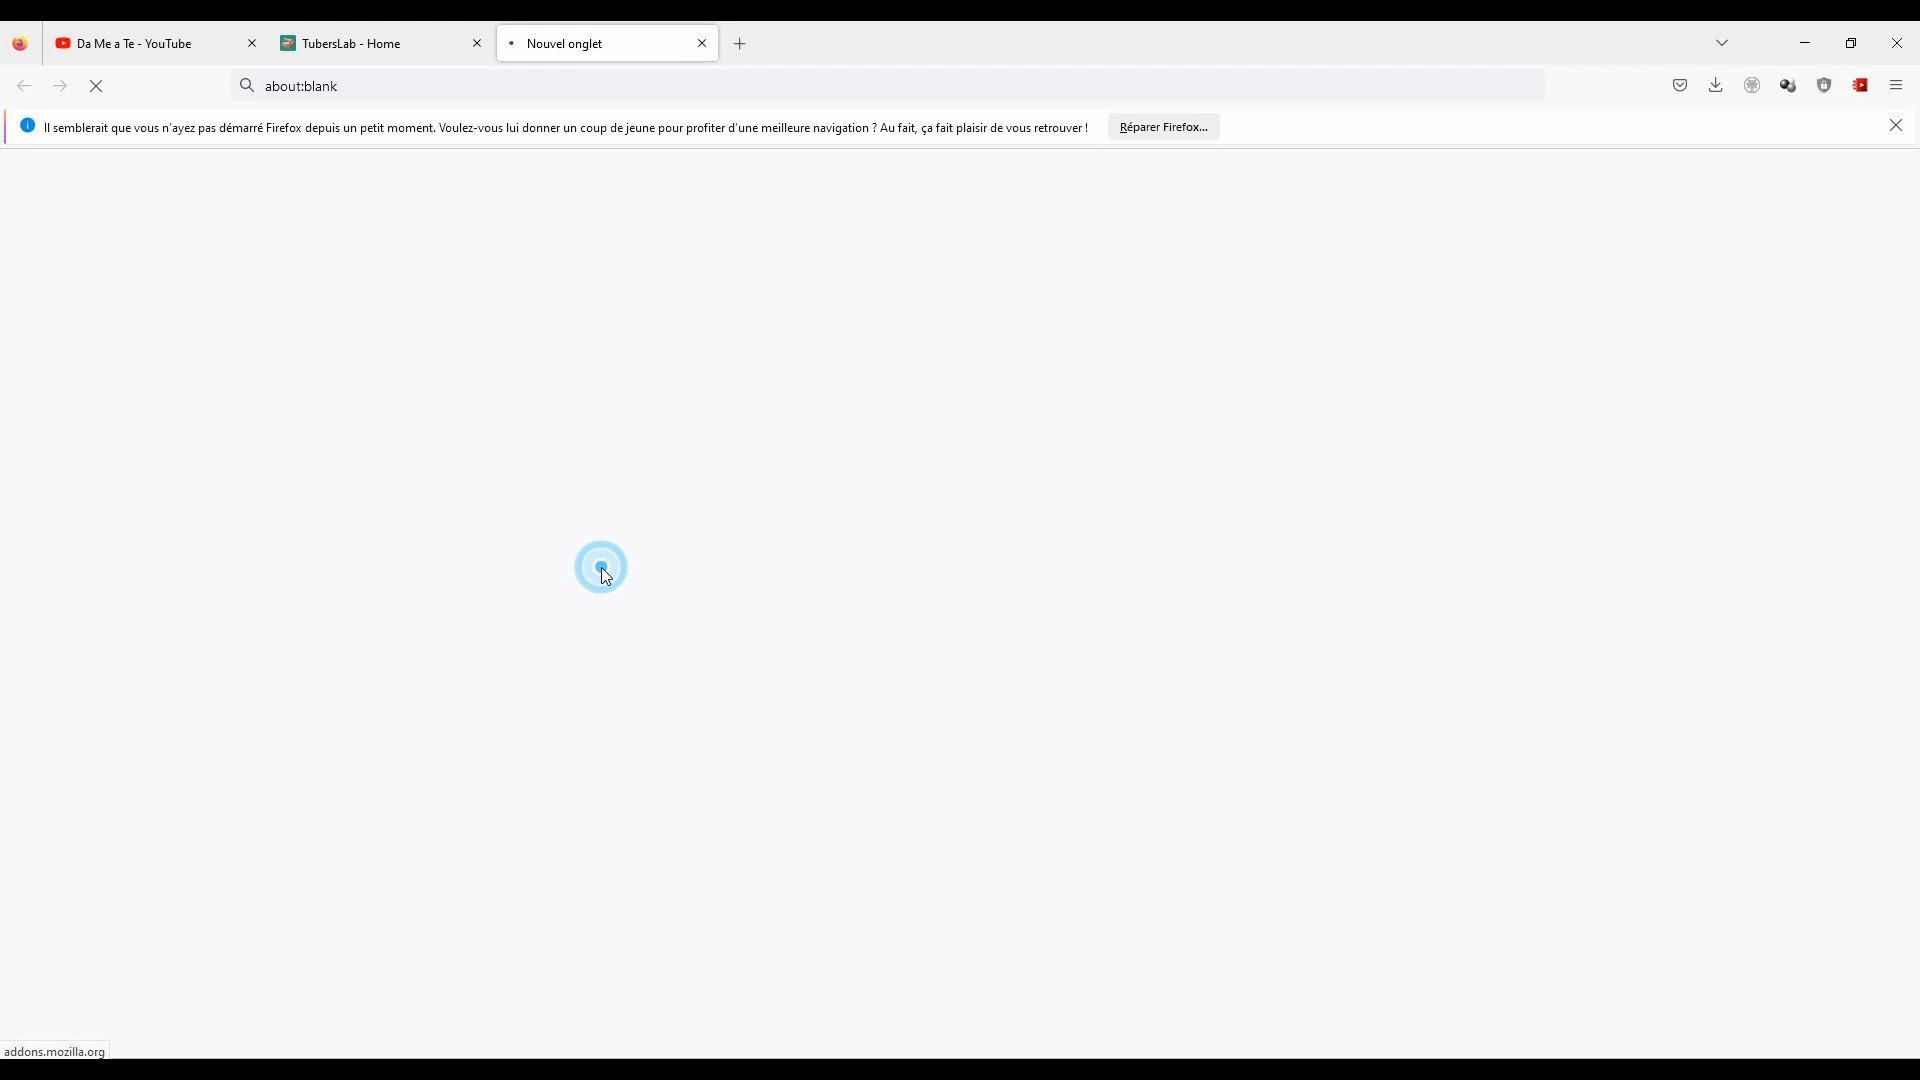 Da Me a Te - YouTube
TubersLab - Home
Nouvel onglet
about:blank
Il semblerait que vous n'ayez pas démarré Firefox depuis un petit moment. Voulez-vous lui donner un coup de jeune pour profiter d'une meilleure navigation ? Au fait, ça fait plaisir de vous retrouver !
Réparer Firefox...
addons.mozilla.org